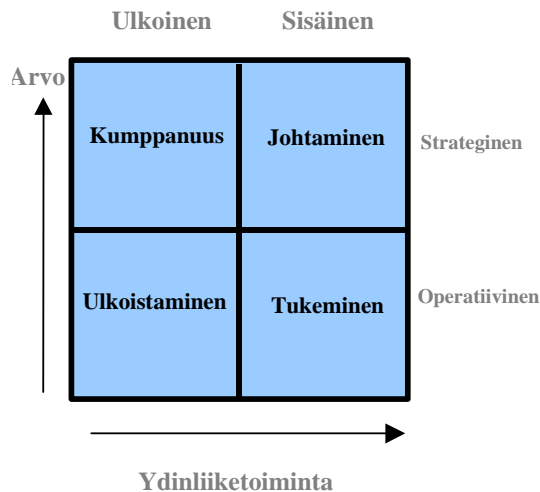 Ulkoinen Sisäinen
Arvo
Kumppanuus Johtaminen Strateginen
Ulkoistaminen Tukeminen Operatiivinen
Ydinliiketoiminta